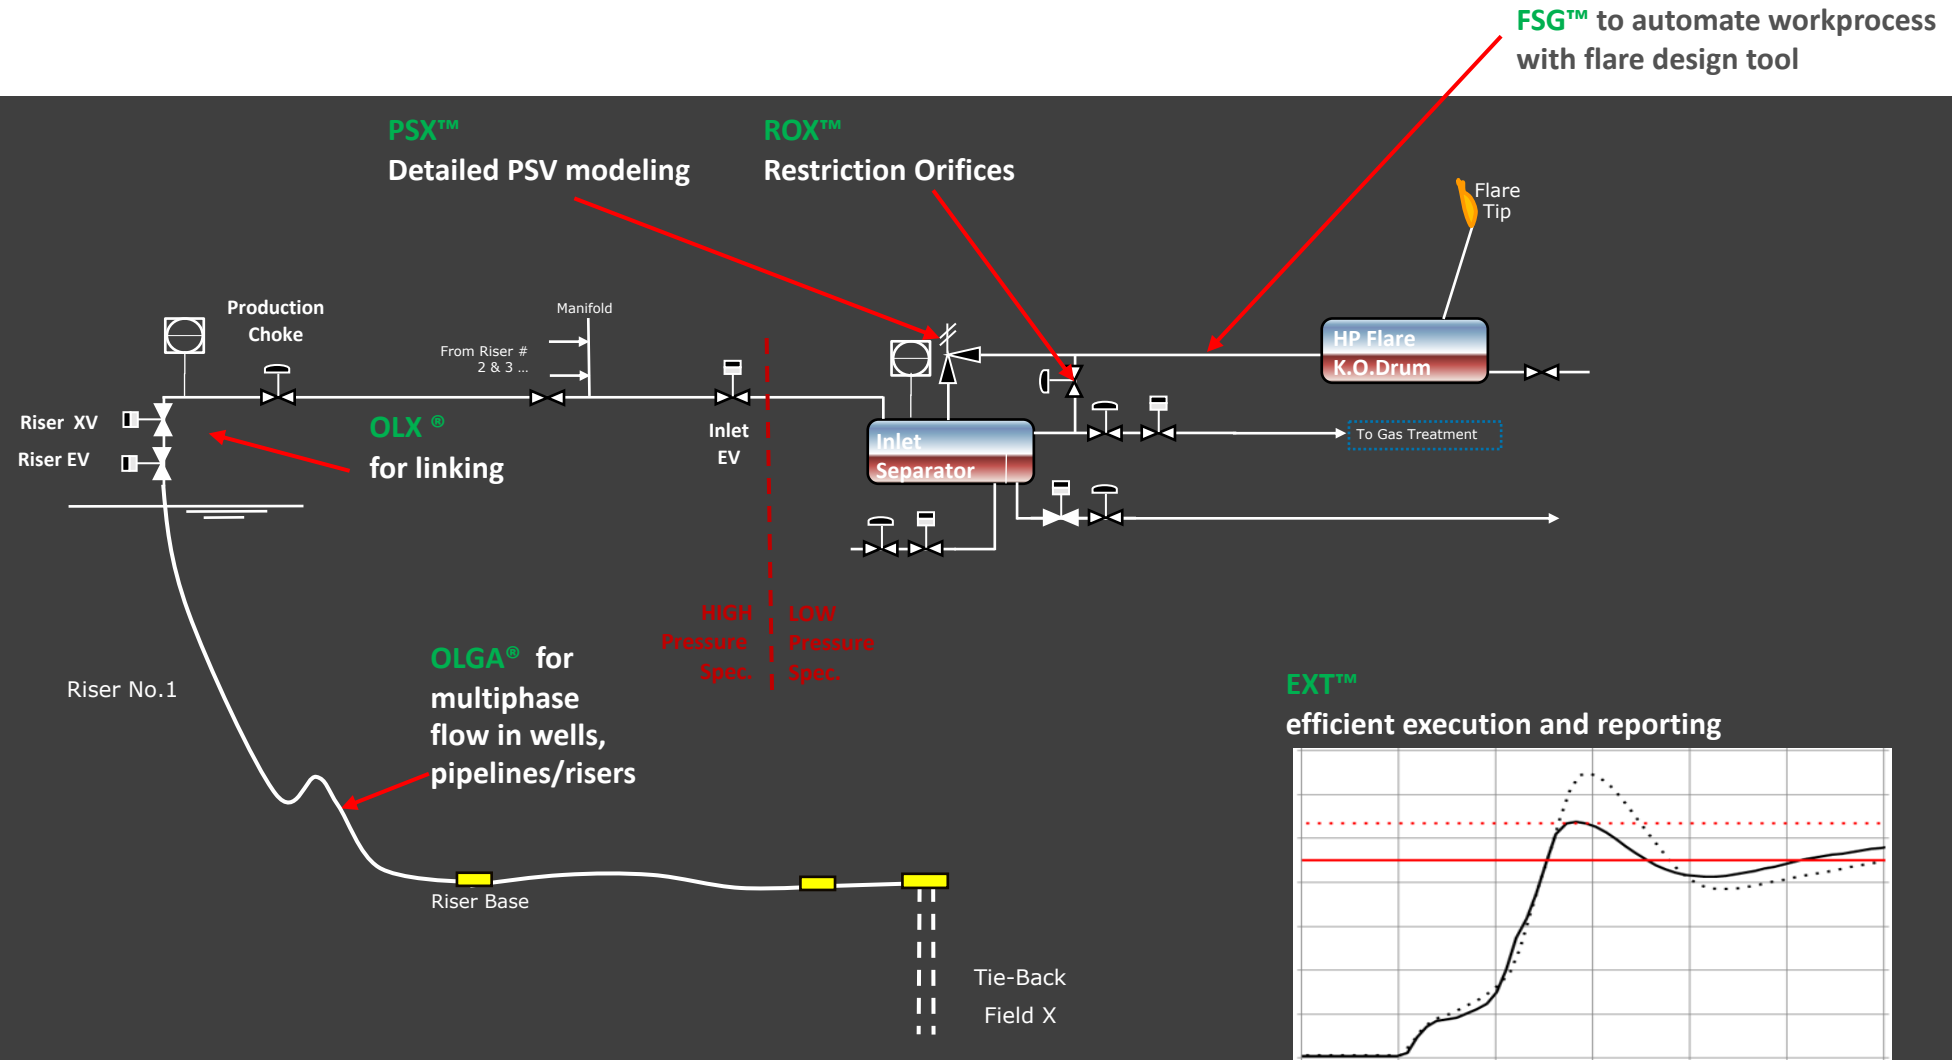 FSG™ to automate workprocess
with flare design tool
PSX™
Detailed PSV modeling
ROX™
Restriction Orifices
Flare
Tip
Production
Choke
Manifold
From Riser #
2 & 3 ...
HP Flare
K.O.Drum
Riser XV
Riser EV
OLX ®
for linking
Inlet
EV
Inlet
Separator
To Gas Treatment
HIGH
Pressure
Spec.
LOW
Pressure
Spec.
OLGA® for
multiphase
flow in wells,
pipelines/risers
Riser No.1
EXT™
efficient execution and reporting
Riser Base
Tie-Back
Field X